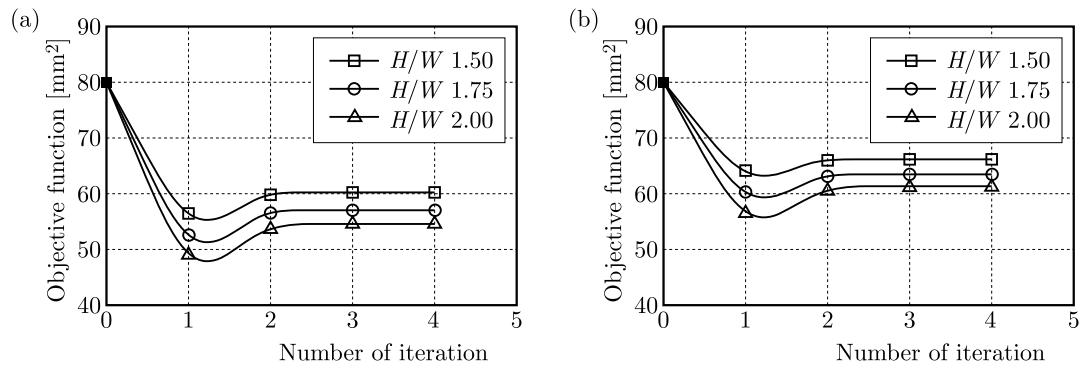 (a)
Objective function [mm²]
90
80
70
60
50
40
0 1 2 3 4 5
Number of iteration
H/W 1.50
H/W 1.75
H/W 2.00
(b)
Objective function [mm²]
90
80
70
60
50
40
0 1 2 3 4 5
Number of iteration
H/W 1.50
H/W 1.75
H/W 2.00